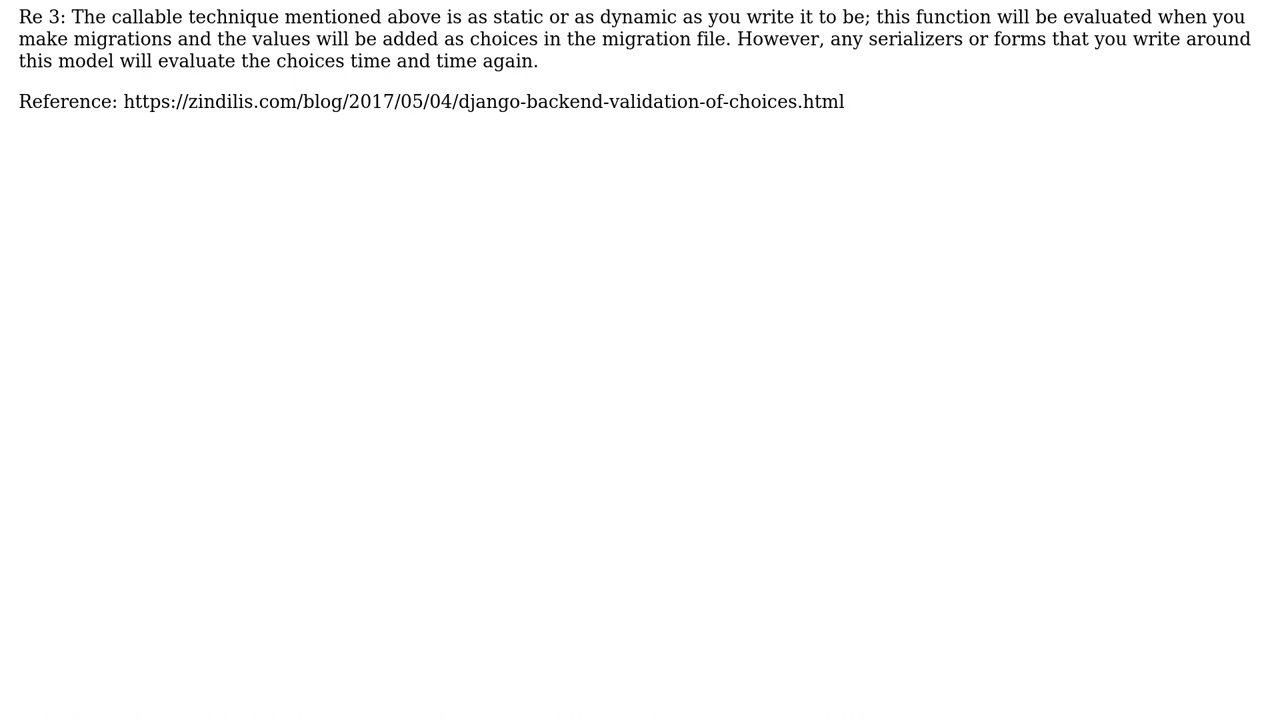 Re 3: The callable technique mentioned above is as static or as dynamic as you write it to be; this function will be evaluated when you
make migrations and the values will be added as choices in the migration file. However, any serializers or forms that you write around
this model will evaluate the choices time and time again.
Reference: https://zindilis.com/blog/2017/05/04/django-backend-validation-of-choices.html